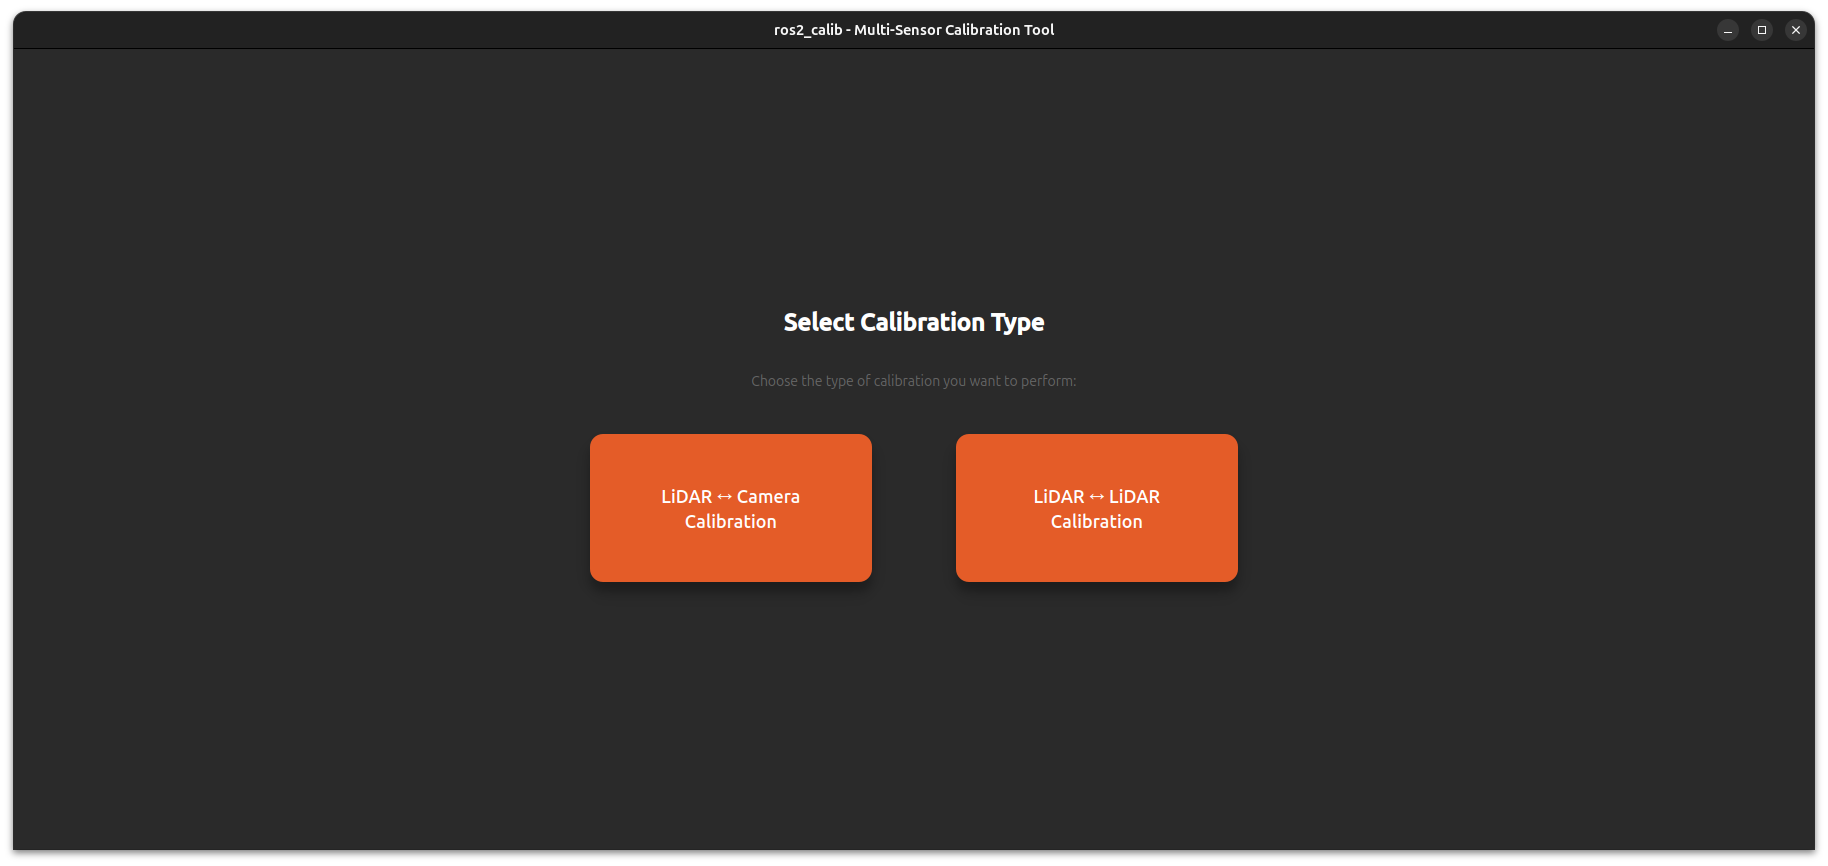 ros2_calib - Multi-Sensor Calibration Tool
Select Calibration Type
Choose the type of calibration you want to perform:
LiDAR ↔ Camera
Calibration
LiDAR ↔ LiDAR
Calibration